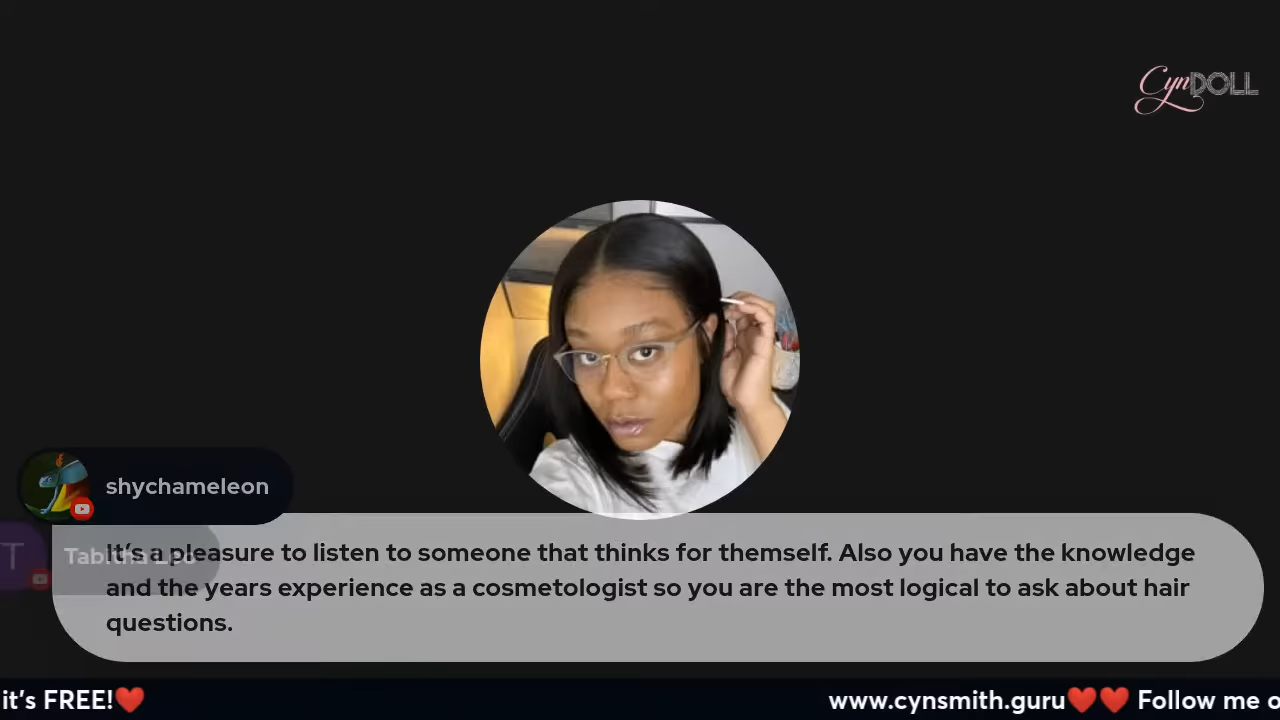 CynDOLL
shychameleon
T
Tabitha L
It's a pleasure to listen to someone that thinks for themself. Also you have the knowledge
and the years experience as a cosmetologist so you are the most logical to ask about hair
questions.
it's FREE!❤️ www.cynsmith.guru❤️❤️ Follow me o